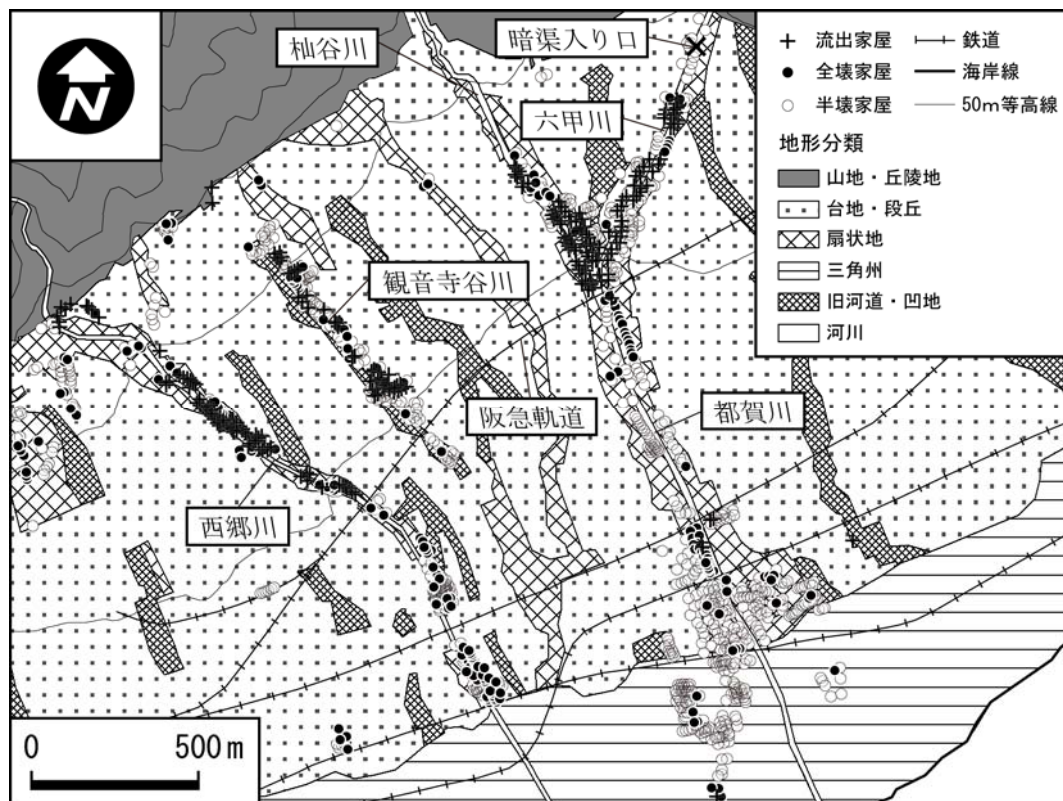 N
杣谷川
暗渠入り口
六甲川
観音寺谷川
阪急軌道
都賀川
西郷川
0 500m
流出家屋 鉄道
全壊家屋 海岸線
半壊家屋 50m等高線
地形分類
山地・丘陵地
台地・段丘
扇状地
三角州
旧河道・凹地
河川